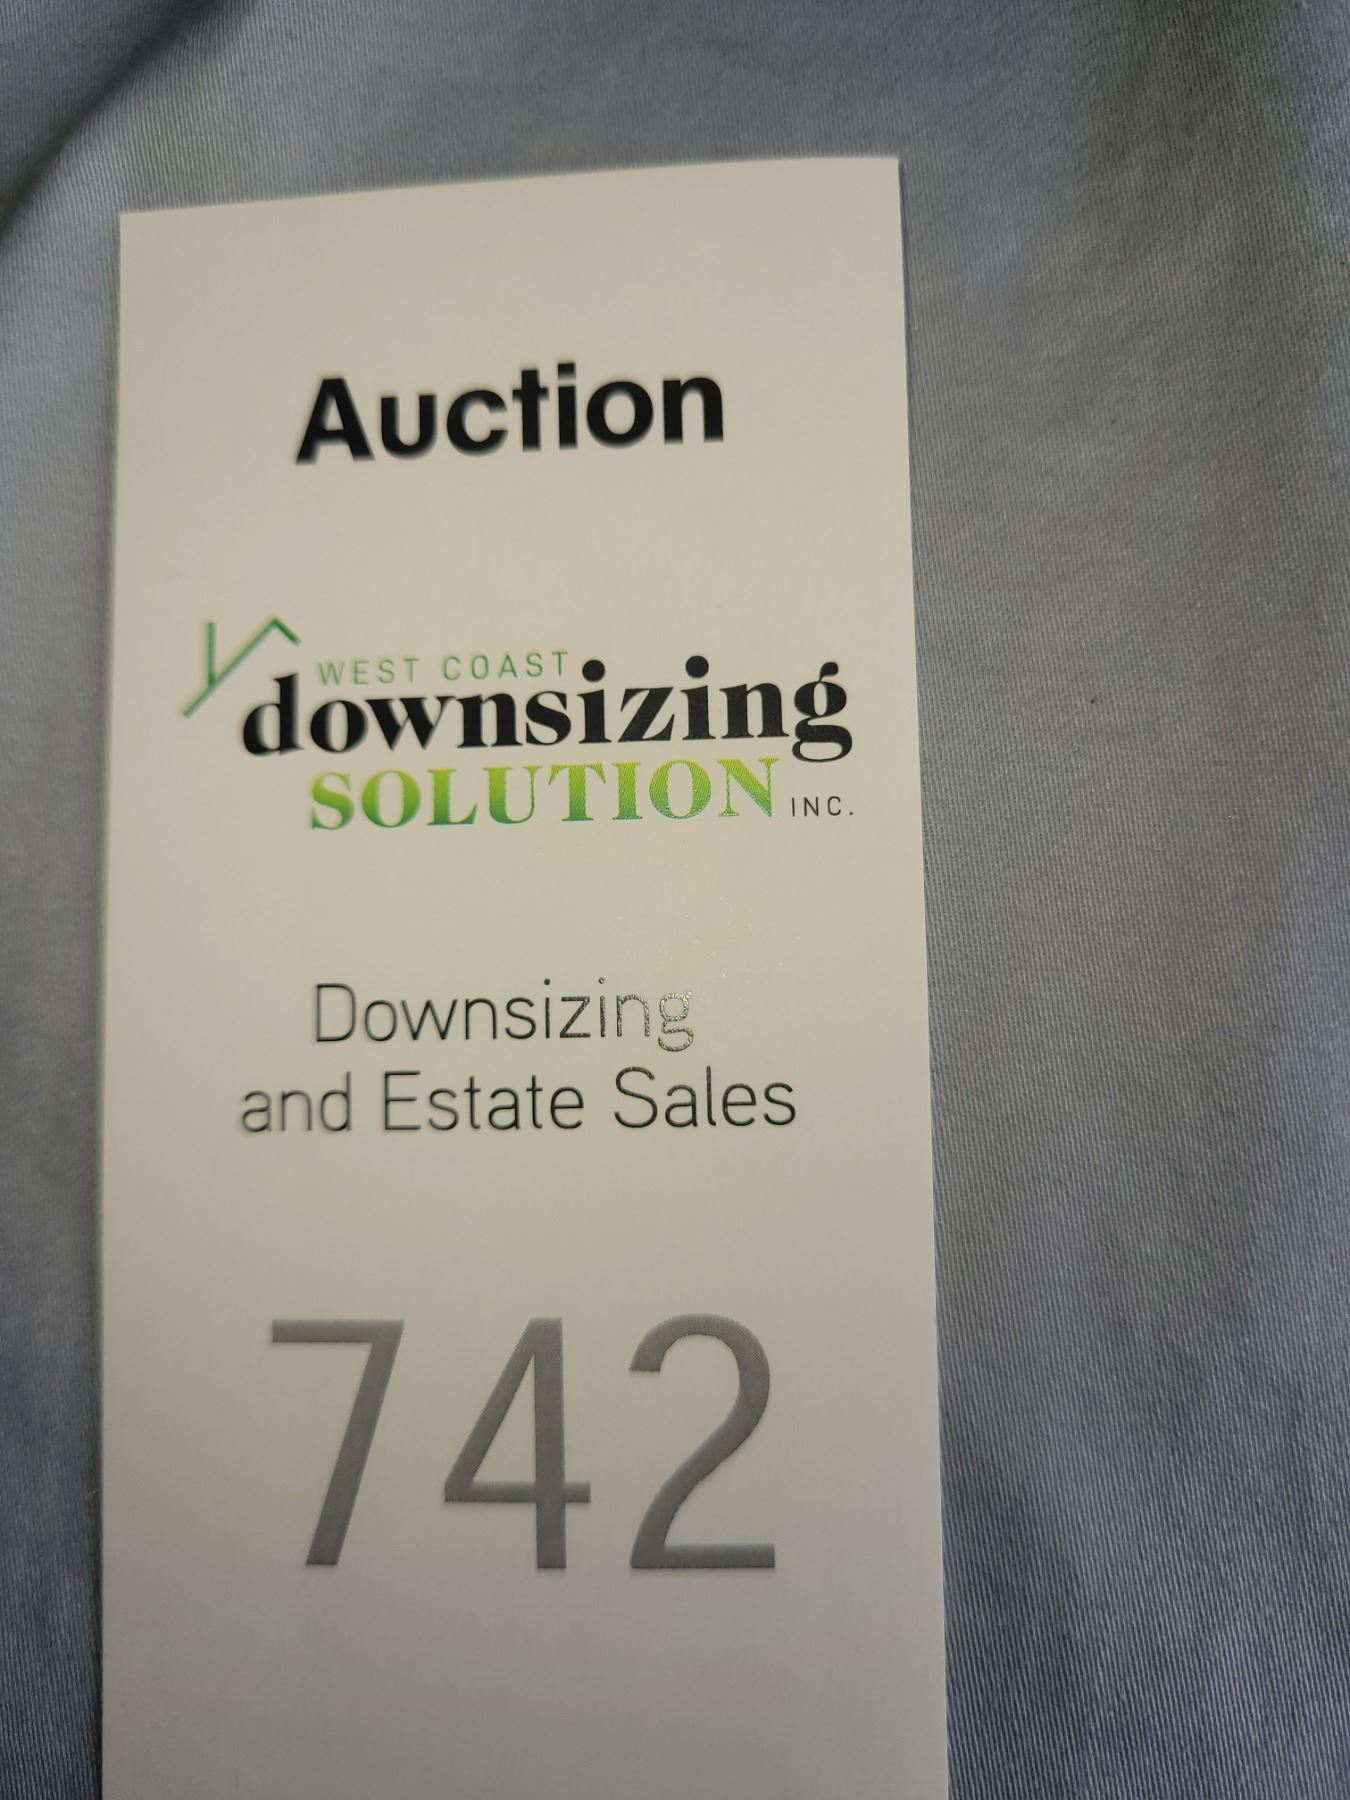 Auction
WEST COAST
downsizing
SOLUTION INC.
Downsizing
and Estate Sales
742